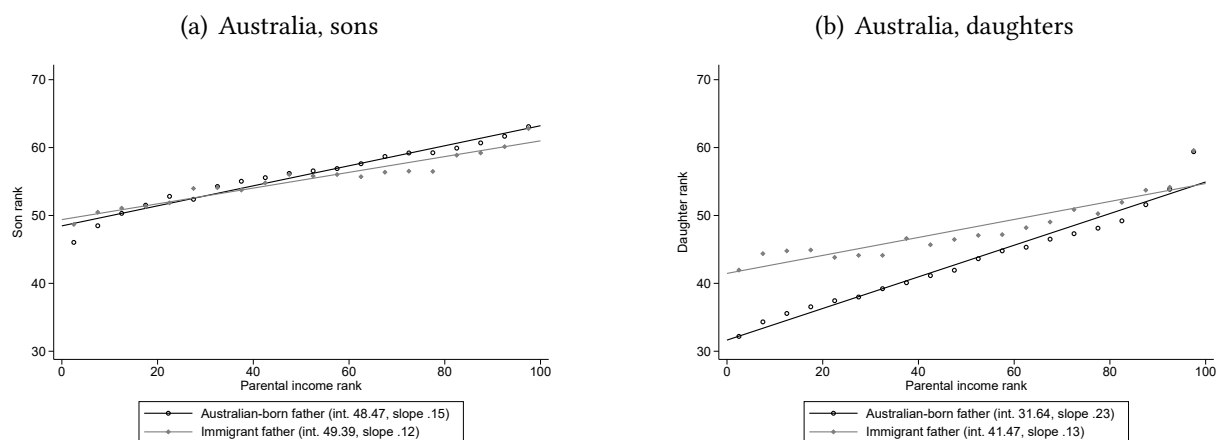 (a) Australia, sons
70
60
50
40
30
Son rank
0 20 40 60 80 100
Parental income rank
Australian-born father (int. 48.47, slope .15)
Immigrant father (int. 49.39, slope .12)
(b) Australia, daughters
70
60
50
40
30
Daughter rank
0 20 40 60 80 100
Parental income rank
Australian-born father (int. 31.64, slope .23)
Immigrant father (int. 41.47, slope .13)